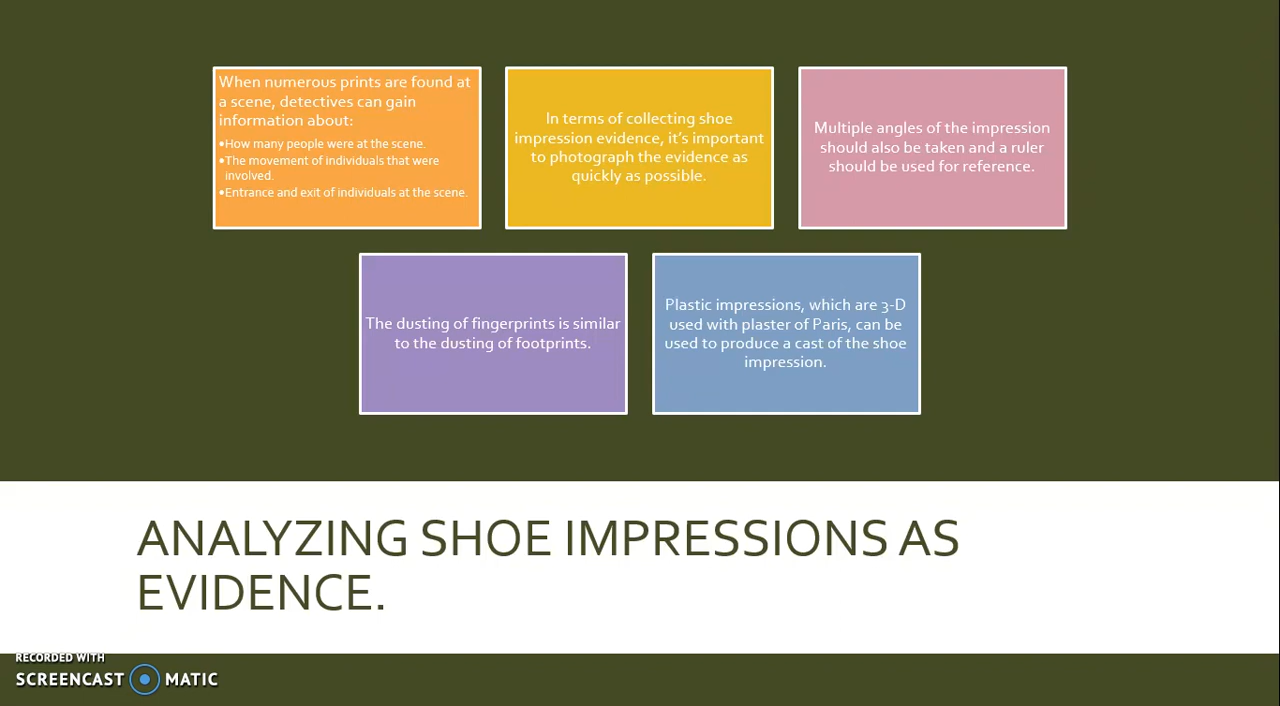 When numerous prints are found at
a scene, detectives can gain
information about:
•How many people were at the scene.
•The movement of individuals that were
involved.
•Entrance and exit of individuals at the scene.
In terms of collecting shoe
impression evidence, it's important
to photograph the evidence as
quickly as possible.
Multiple angles of the impression
should also be taken and a ruler
should be used for reference.
The dusting of fingerprints is similar
to the dusting of footprints.
Plastic impressions, which are 3-D
used with plaster of Paris, can be
used to produce a cast of the shoe
impression.
ANALYZING SHOE IMPRESSIONS AS
EVIDENCE.
RECORDED WITH
SCREENCAST MATIC